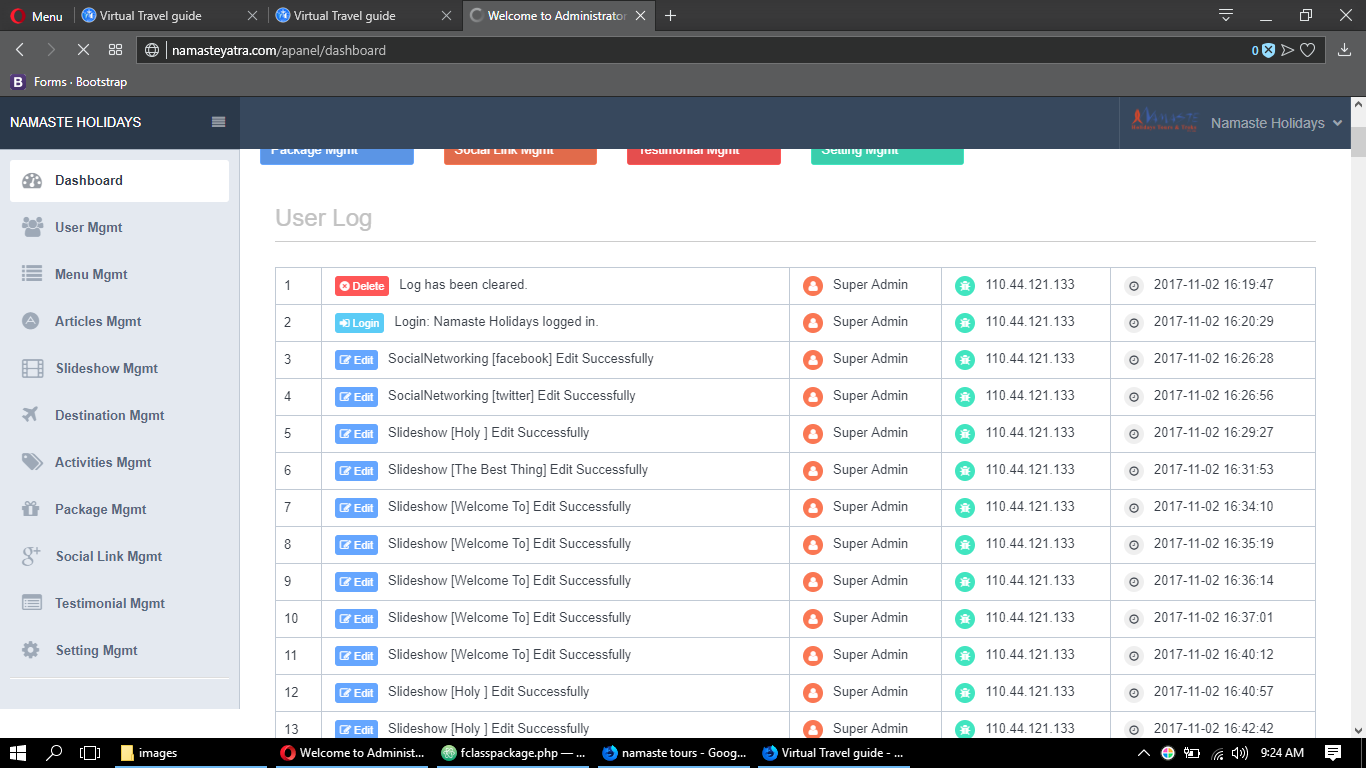 Menu Virtual Travel guide Virtual Travel guide Welcome to Administrator
namasteyatra.com/apanel/dashboard 0
B Forms · Bootstrap
NAMASTE HOLIDAYS Namaste Holidays
Package Mgmt Social Link Mgmt Testimonial Mgmt Setting Mgmt
Dashboard
User Mgmt
Menu Mgmt
Articles Mgmt
Slideshow Mgmt
Destination Mgmt
Activities Mgmt
Package Mgmt
Social Link Mgmt
Testimonial Mgmt
Setting Mgmt
User Log
1 Delete Log has been cleared. Super Admin 110.44.121.133 2017-11-02 16:19:47
2 Login Login: Namaste Holidays logged in. Super Admin 110.44.121.133 2017-11-02 16:20:29
3 Edit SocialNetworking [facebook] Edit Successfully Super Admin 110.44.121.133 2017-11-02 16:26:28
4 Edit SocialNetworking [twitter] Edit Successfully Super Admin 110.44.121.133 2017-11-02 16:26:56
5 Edit Slideshow [Holy ] Edit Successfully Super Admin 110.44.121.133 2017-11-02 16:29:27
6 Edit Slideshow [The Best Thing] Edit Successfully Super Admin 110.44.121.133 2017-11-02 16:31:53
7 Edit Slideshow [Welcome To] Edit Successfully Super Admin 110.44.121.133 2017-11-02 16:34:10
8 Edit Slideshow [Welcome To] Edit Successfully Super Admin 110.44.121.133 2017-11-02 16:35:19
9 Edit Slideshow [Welcome To] Edit Successfully Super Admin 110.44.121.133 2017-11-02 16:36:14
10 Edit Slideshow [Welcome To] Edit Successfully Super Admin 110.44.121.133 2017-11-02 16:37:01
11 Edit Slideshow [Welcome To] Edit Successfully Super Admin 110.44.121.133 2017-11-02 16:40:12
12 Edit Slideshow [Holy ] Edit Successfully Super Admin 110.44.121.133 2017-11-02 16:40:57
13 Edit Slideshow [Holy ] Edit Successfully Super Admin 110.44.121.133 2017-11-02 16:42:42
images Welcome to Administ... fclasspackage.php — ... namaste tours - Goog... Virtual Travel guide - ... 9:24 AM